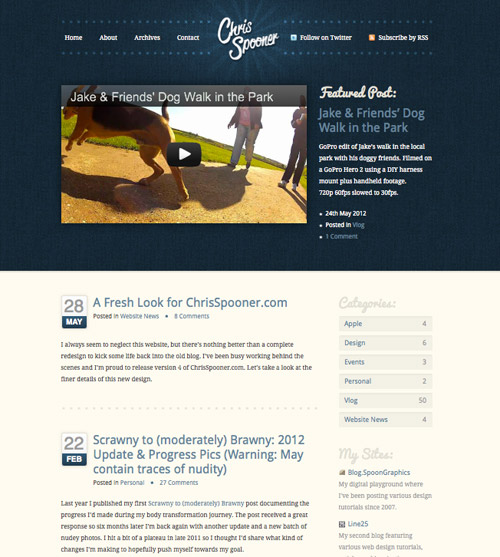 Home About Archives Contact Chris Spooner Follow on Twitter Subscribe by RSS
Jake & Friends' Dog Walk in the Park
Featured Post:
Jake & Friends' Dog
Walk in the Park
GoPro edit of Jake's walk in the local
park with his doggy friends. Filmed on
a GoPro Hero 2 using a DIY harness
mount plus handheld footage.
720p 60fps slowed to 30fps.
24th May 2012
Posted in Vlog
1 Comment
28
MAY
A Fresh Look for ChrisSpooner.com
Posted in Website News • 8 Comments
I always seem to neglect this website, but there's nothing better than a complete
redesign to kick some life back into the old blog. I've been busy working behind the
scenes and I'm proud to release version 4 of ChrisSpooner.com. Let's take a look at the
finer details of this new design.
22
FEB
Scrawny to (moderately) Brawny: 2012
Update & Progress Pics (Warning: May
contain traces of nudity)
Posted in Personal • 27 Comments
Last year I published my first Scrawny to (moderately) Brawny post documenting the
progress I'd made during my body transformation journey. The post received a great
response so six months later I'm back again with another update and a new batch of
nudey photos. I hit a bit of a plateau in late 2011 so I thought I'd share what kind of
changes I'm making to hopefully push myself towards my goal.
Categories:
Apple 4
Design 6
Events 3
Personal 2
Vlog 50
Website News 4
My Sites:
Blog.SpoonGraphics
My digital playground where
I've been posting various design
tutorials since 2007.
Line25
My second blog featuring
various web design tutorials,